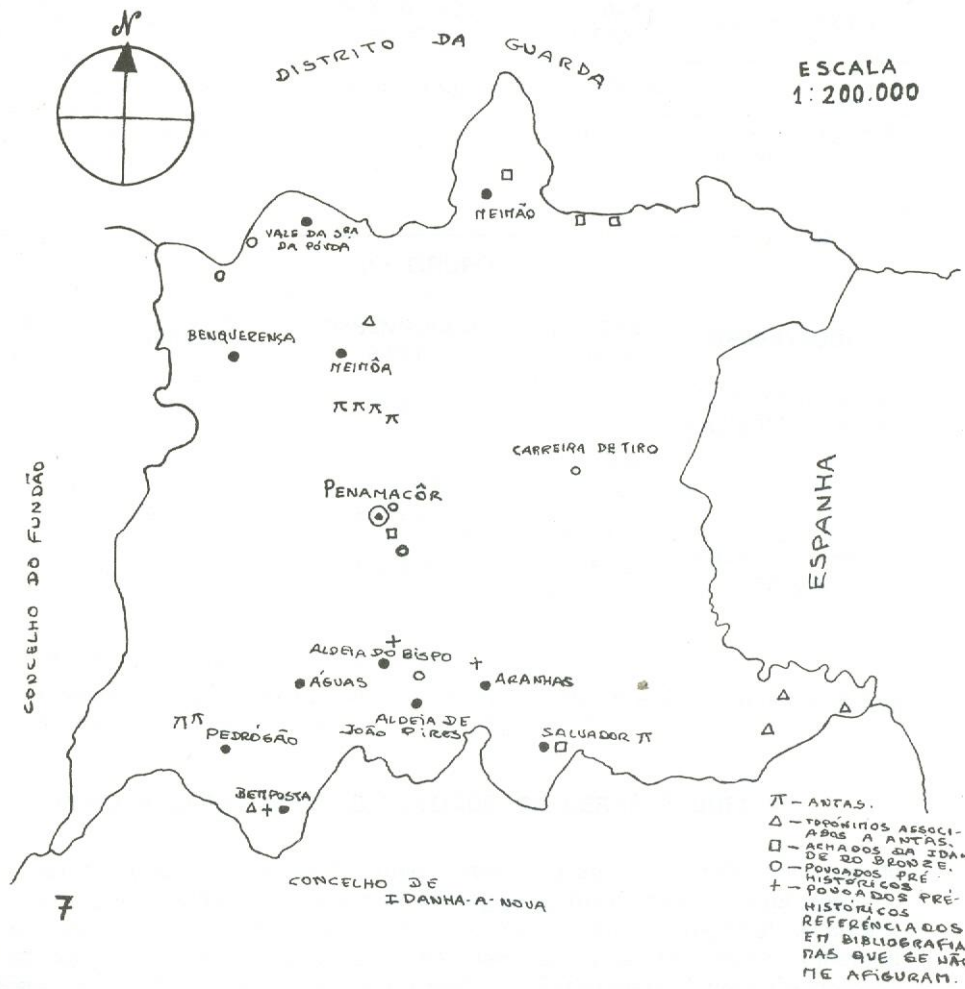 N
DISTRITO DA GUARDA
ESCALA
1:200.000
MEIMÃO
VALE DA SRA
DA PÓVOA
BENQUERENÇA
MEIMÔA
π π π π
CARREIRA DE TIRO
PENAMACÔR
CONCELHO DO FUNDÃO
ESPANHA
ALDEIA DO BISPO
ÁGUAS
ARANHAS
ALDEIA DE
JOÃO PIRES
π π
PEDRÓGÃO
SALVADOR π
BEMPOSTA
CONCELHO DE
IDANHA-A-NOVA
7
π - ANTAS.
△ - TOPÓNIMOS ASSOCI-
ADOS A ANTAS.
□ - ACHADOS DA IDA-
DE DO BRONZE.
○ - POVOADOS PRÉ
HISTÓRICOS
+ - POVOADOS PRÉ-
HISTÓRICOS
REFERÊNCIADOS
EM BIBLIOGRAFIA
MAS QUE SE NÃO
ME AFIGURAM.